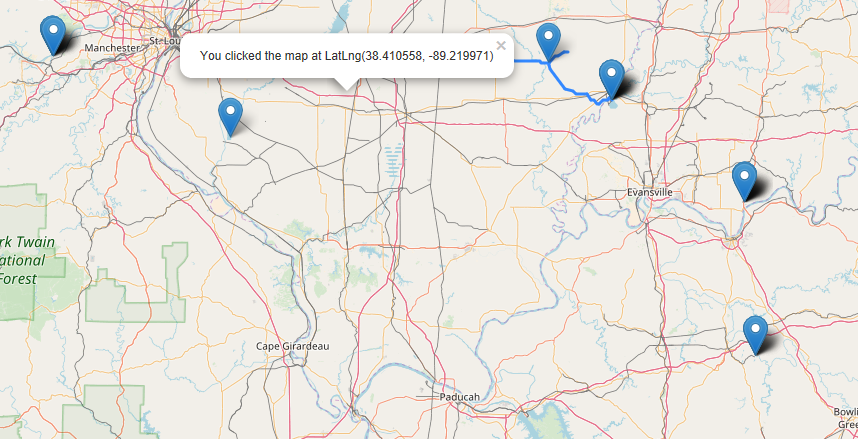 Manchester
St. Lou
You clicked the map at LatLng(38.410558, -89.219971)
×
Evansville
rk Twain
ational
Forest
Cape Girardeau
Paducah
Bowli
Gree